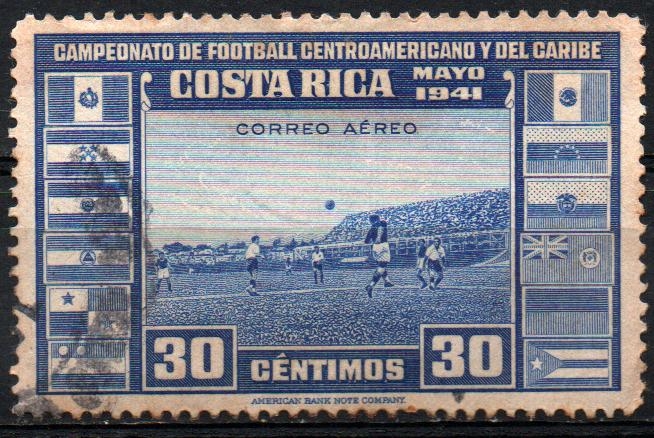 CAMPEONATO DE FOOTBALL CENTROAMERICANO Y DEL CARIBE
COSTA RICA MAYO 1941
CORREO AÉREO
30 CÉNTIMOS 30
AMERICAN BANK NOTE COMPANY.